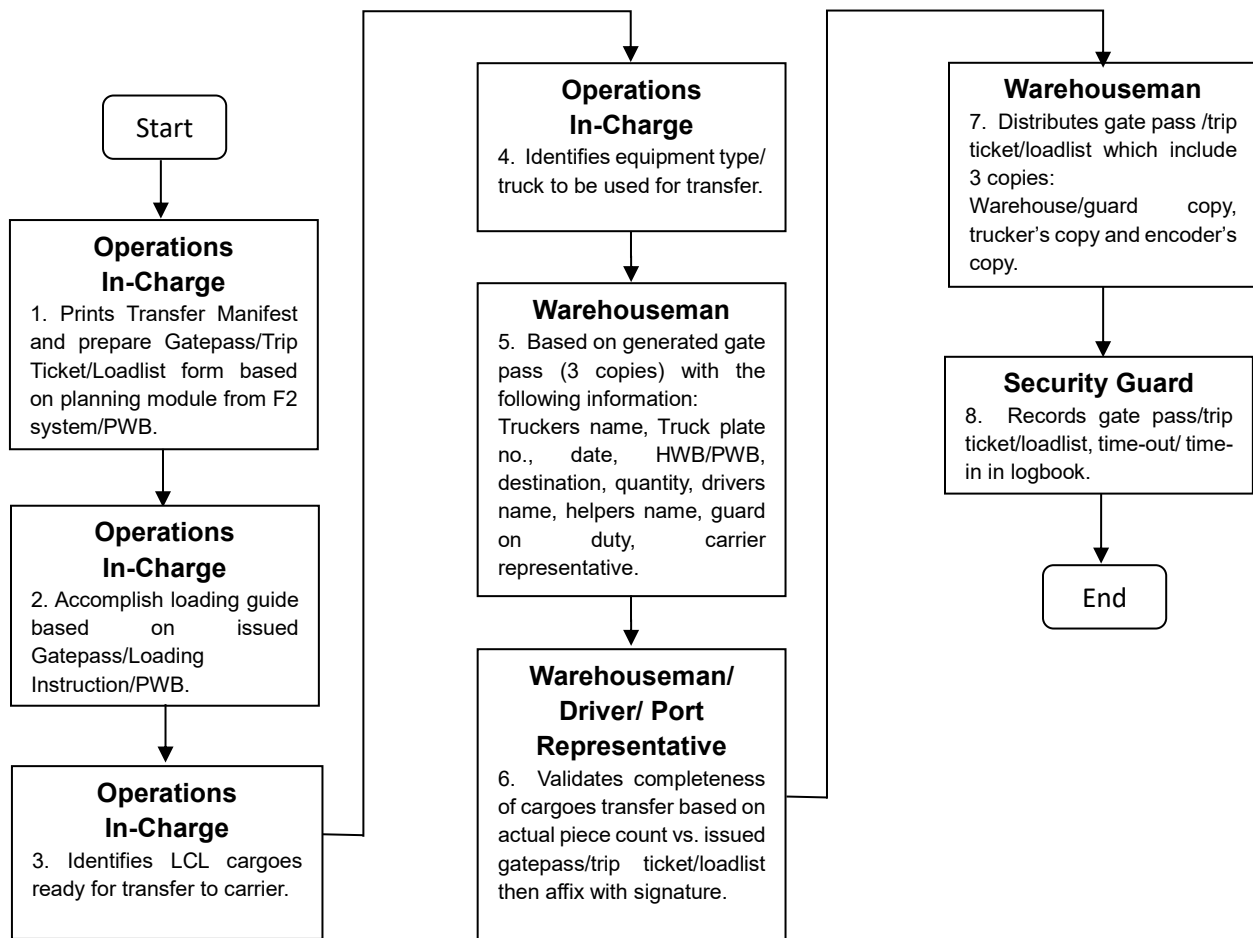 Start
Operations
In-Charge
1. Prints Transfer Manifest
and prepare Gatepass/Trip
Ticket/Loadlist form based
on planning module from F2
system/PWB.
Operations
In-Charge
2. Accomplish loading guide
based on issued
Gatepass/Loading
Instruction/PWB.
Operations
In-Charge
3. Identifies LCL cargoes
ready for transfer to carrier.
Operations
In-Charge
4. Identifies equipment type/
truck to be used for transfer.
Warehouseman
5. Based on generated gate
pass (3 copies) with the
following information:
Truckers name, Truck plate
no., date, HWB/PWB,
destination, quantity, drivers
name, helpers name, guard
on duty, carrier
representative.
Warehouseman/
Driver/ Port
Representative
6. Validates completeness
of cargoes transfer based on
actual piece count vs. issued
gatepass/trip ticket/loadlist
then affix with signature.
Warehouseman
7. Distributes gate pass /trip
ticket/loadlist which include
3 copies:
Warehouse/guard copy,
trucker’s copy and encoder’s
copy.
Security Guard
8. Records gate pass/trip
ticket/loadlist, time-out/ time-
in in logbook.
End